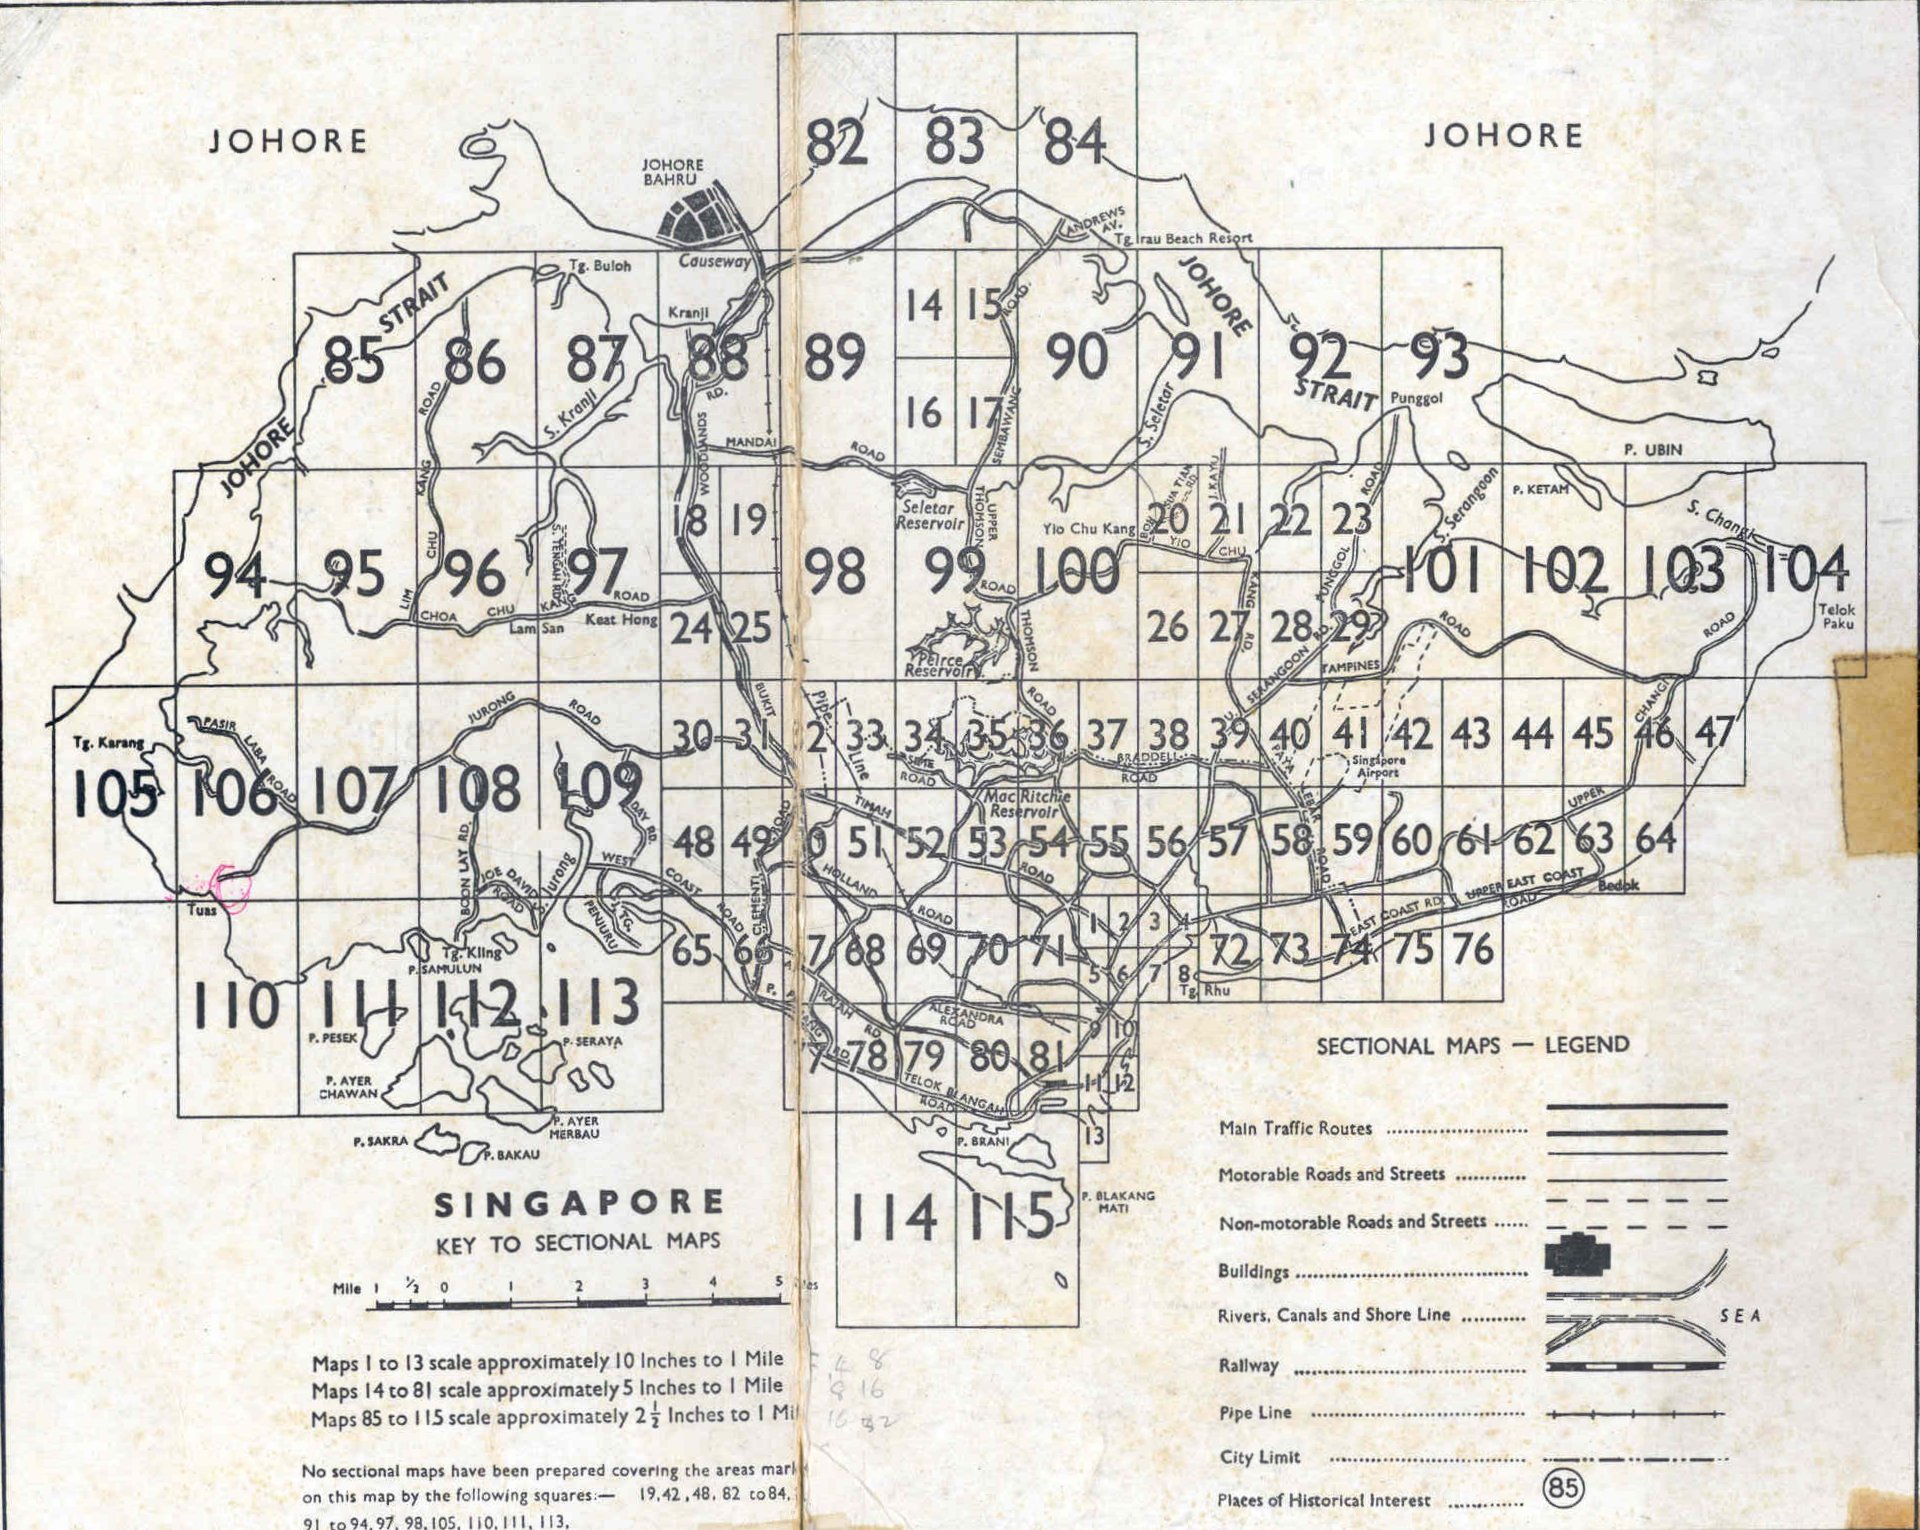 JOHORE
JOHORE
82 83 84
JOHORE
BAHRU
ANDREWS
AV.
Tg Irau Beach Resort
Tg. Buloh
Causeway
JOHORE
STRAIT
Kranji
14 15
ROAD
85 86 87 88 89 90 91 92 93
RD.
STRAIT
Punggol
ROAD
S. Kranji
16 17
SEMBAWANG
S. Seletar
JOHORE
WOODLANDS
MANDAI
ROAD
P. UBIN
KANG
P. KETAM
S. Serangoon
S. Changi
J. KAYU
ROAD
18 19
Seletar
Reservoir
UPPER
THOMSON
Yio Chu Kang
20 21 22 23
YIO
CHU
CHU
S. TENGAH RD.
94 95 96 97 98 99 100 101 102 103 104
LIM
CHOA CHU KANG ROAD
Lam San
Keat Hong
ROAD
KANG
RD.
PUNGGOL
RD.
Telok
Paku
24 25
26 27 28 29
THOMSON
Peirce
Reservoir
ROAD
ROAD
SEROANGOON
TAMPINES
BUKIT
Pipe Line
ROAD
CHANGI
JURONG
ROAD
PASIR
LABA
ROAD
Tg. Karang
30 31 2 33 34 35 36 37 38 39 40 41 42 43 44 45 46 47
SIME
ROAD
BRADDELL
ROAD
Singapore
Airport
105 106 107 108 109
Mac Ritchie
Reservoir
UPPER
ROAD
TIMAH
LEBAR
ROAD
48 49 0 51 52 53 54 55 56 57 58 59 60 61 62 63 64
BOON LAY RD.
JOE DAVID
ROAD
S. Jurong
WEST
COAST
ROAD
CLEMENTI
HOLLAND
ROAD
ROAD
UPPER EAST COAST
ROAD
Bedok
EAST COAST RD.
Tuas
PENJURU
TG.
1 2 3 4
65 66 7 68 69 70 71
72 73 74 75 76
5 6 7 8
Tg. Rhu
Tg. Kling
P. SAMULUN
110 111 112 113
RAJAH
RD.
ALEXANDRA
ROAD
9 10
P. PESEK
P. SERAYA
7 78 79 80 81
RD.
11 12
P. AYER
CHAWAN
TELOK BLANGAH
ROAD
P. AYER
MERBAU
P. SAKRA
P. BAKAU
P. BRANI
13
114 115
P. BLAKANG
MATI
SINGAPORE
KEY TO SECTIONAL MAPS
Mile 1 ½ 0 1 2 3 4 5
Maps 1 to 13 scale approximately 10 Inches to 1 Mile
Maps 14 to 81 scale approximately 5 Inches to 1 Mile
Maps 85 to 115 scale approximately 2½ Inches to 1 Mil
4 8
8 16
16 32
No sectional maps have been prepared covering the areas mark
on this map by the following squares:— 19, 42, 48, 82 to 84,
91 to 94, 97, 98, 105, 110, 111, 113,
SECTIONAL MAPS — LEGEND
Main Traffic Routes
Motorable Roads and Streets
Non-motorable Roads and Streets
Buildings
Rivers, Canals and Shore Line
SEA
Railway
Pipe Line
City Limit
Places of Historical Interest
85